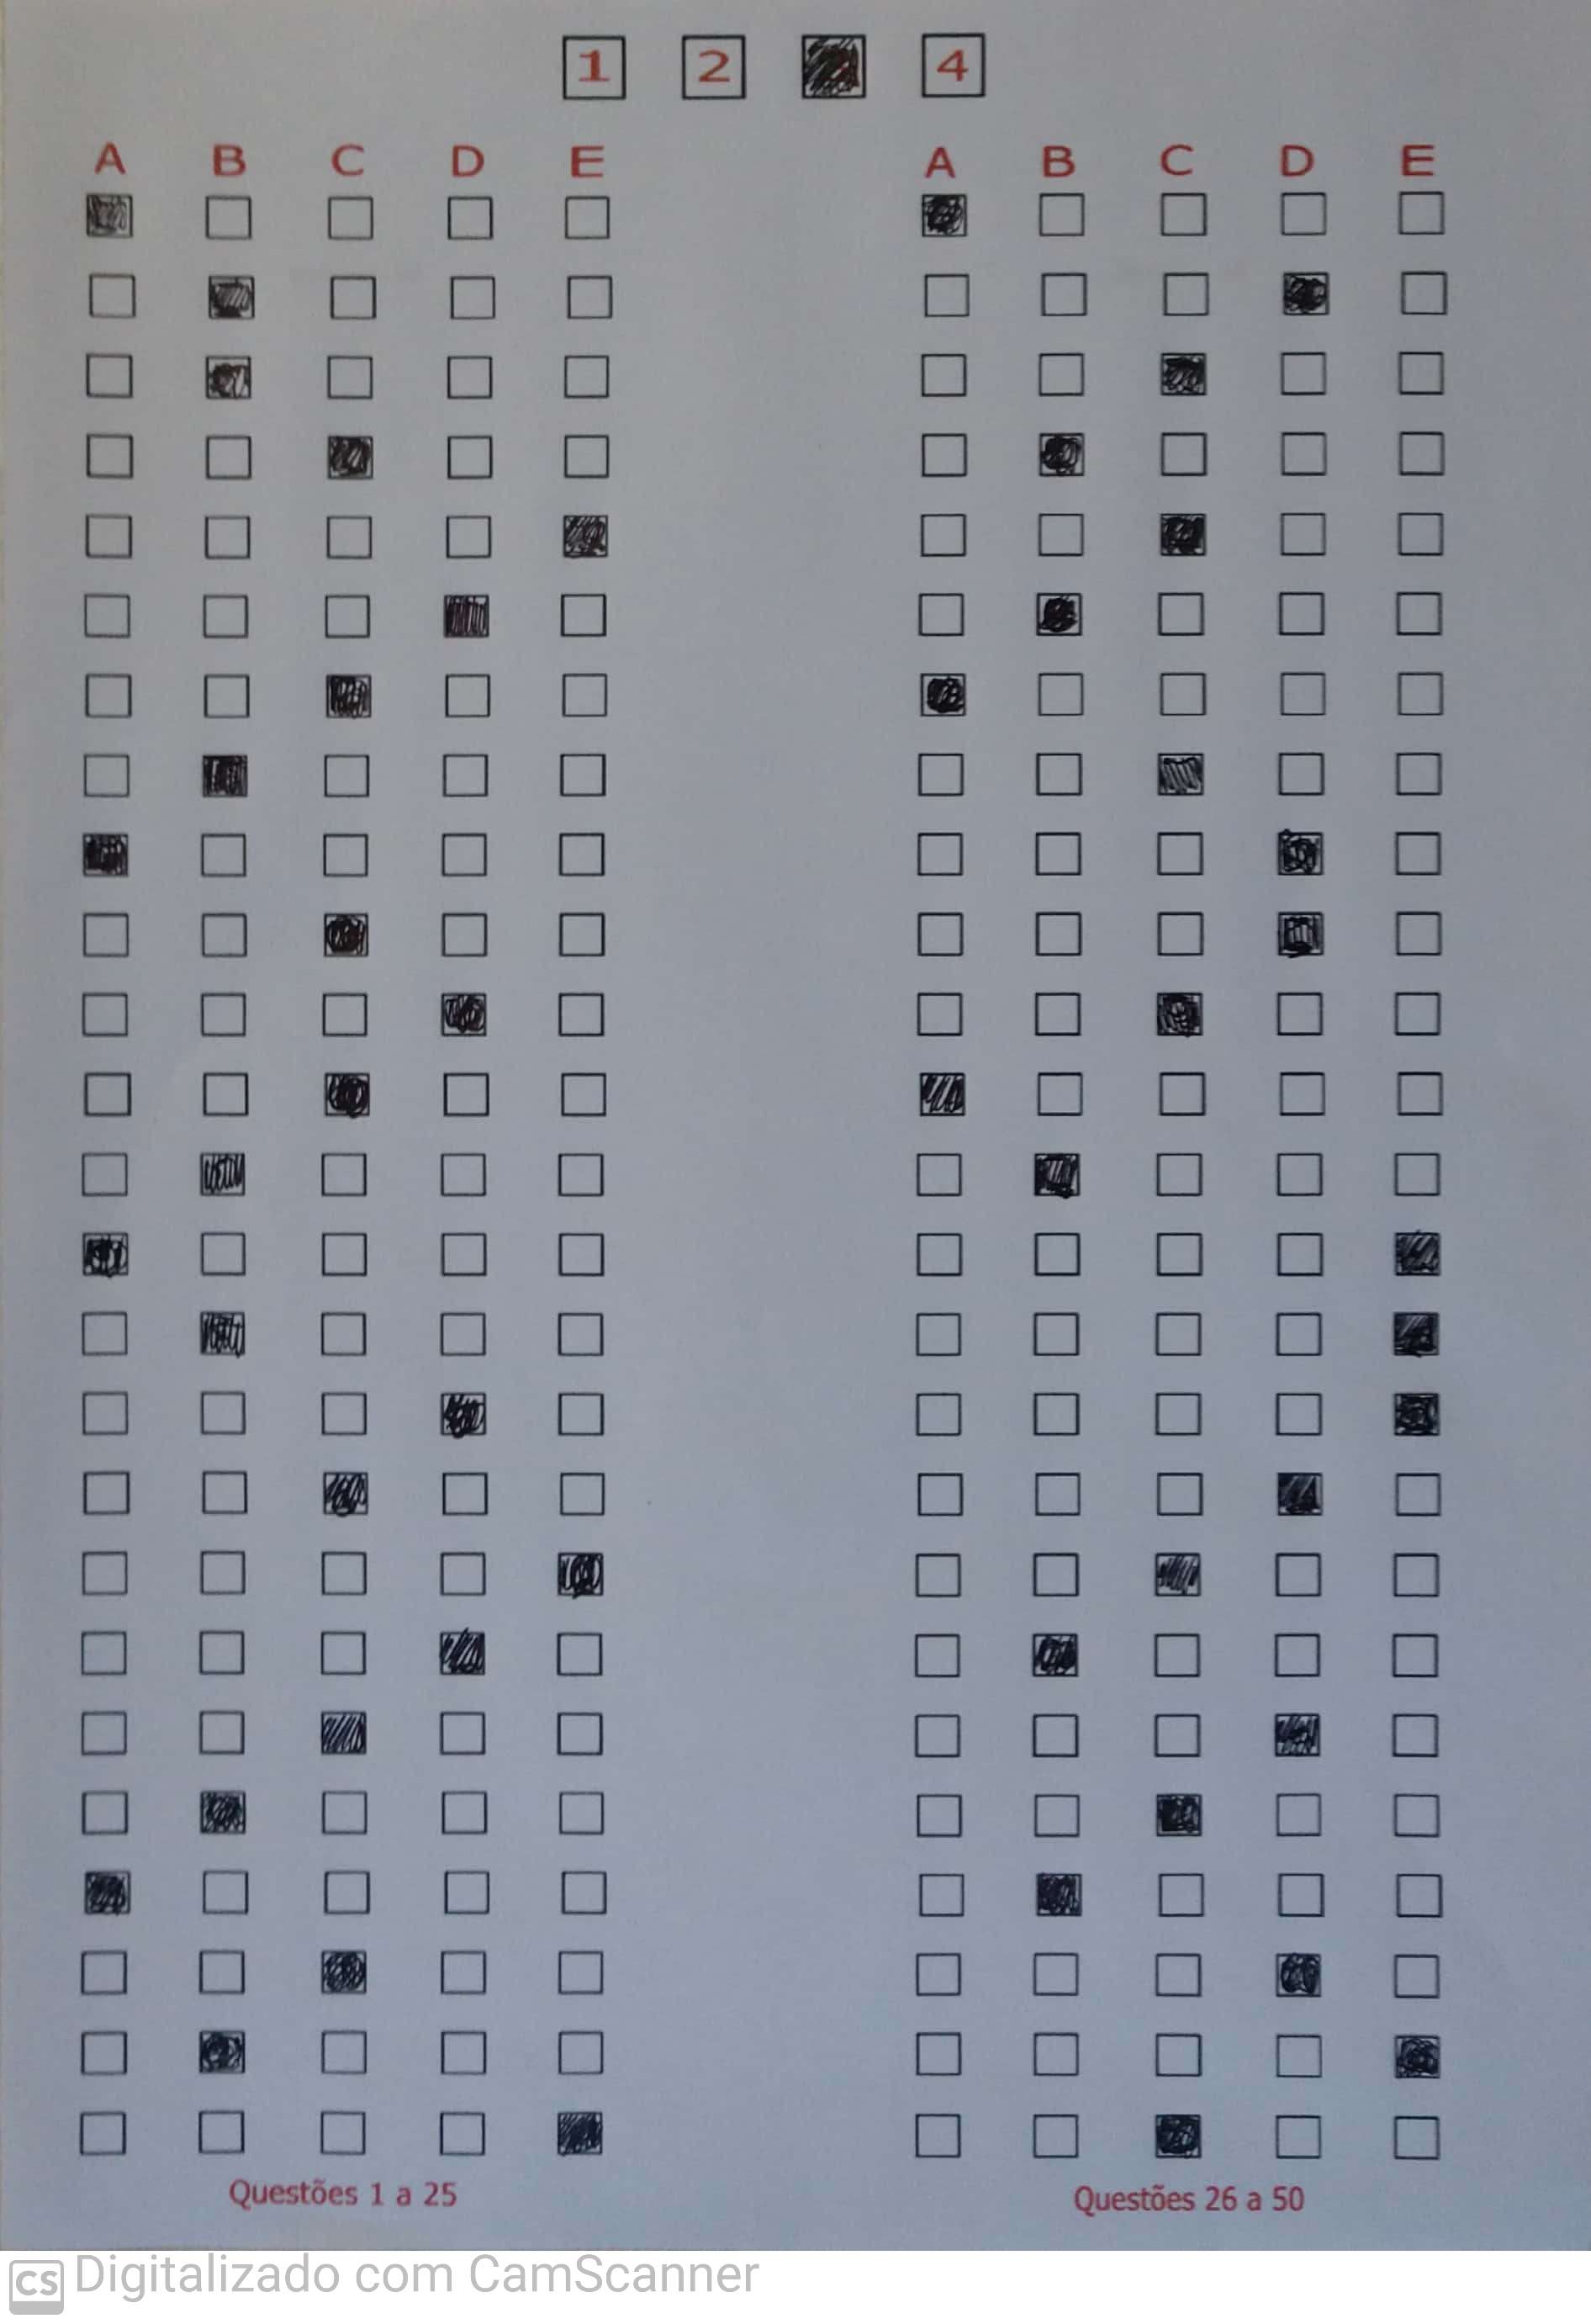 1 2 4
A B C D E A B C D E
Questões 1 a 25 Questões 26 a 50
CS Digitalizado com CamScanner